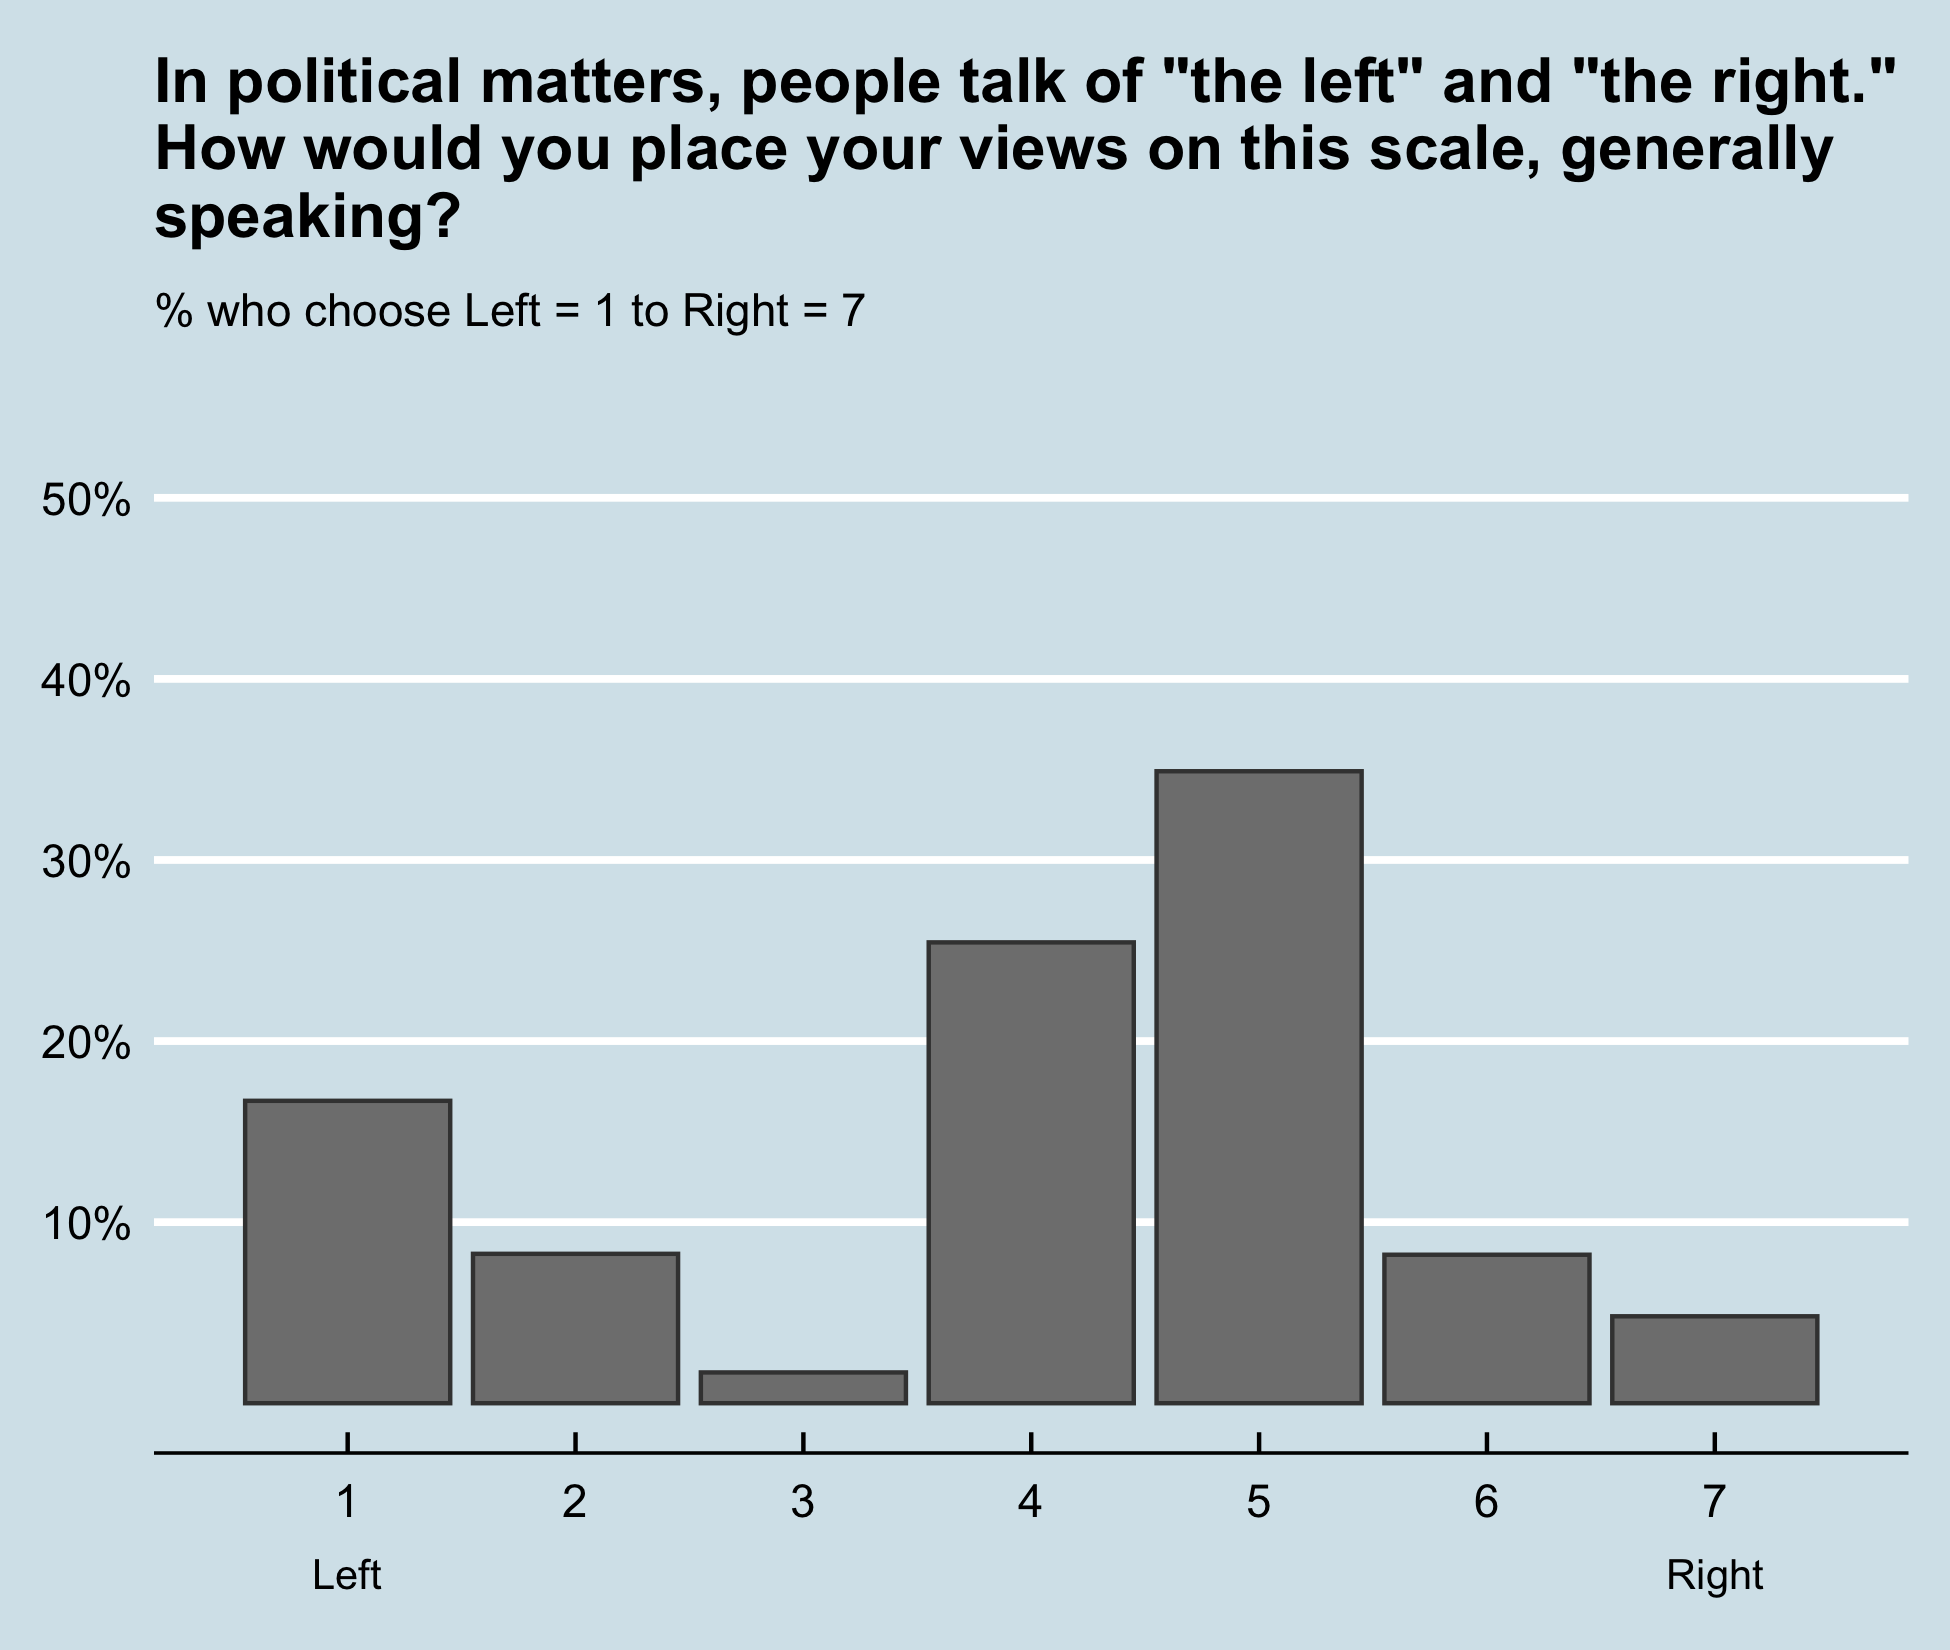 In political matters, people talk of "the left" and "the right."
How would you place your views on this scale, generally
speaking?
% who choose Left = 1 to Right = 7
50%
40%
30%
20%
10%
1 2 3 4 5 6 7
Left Right